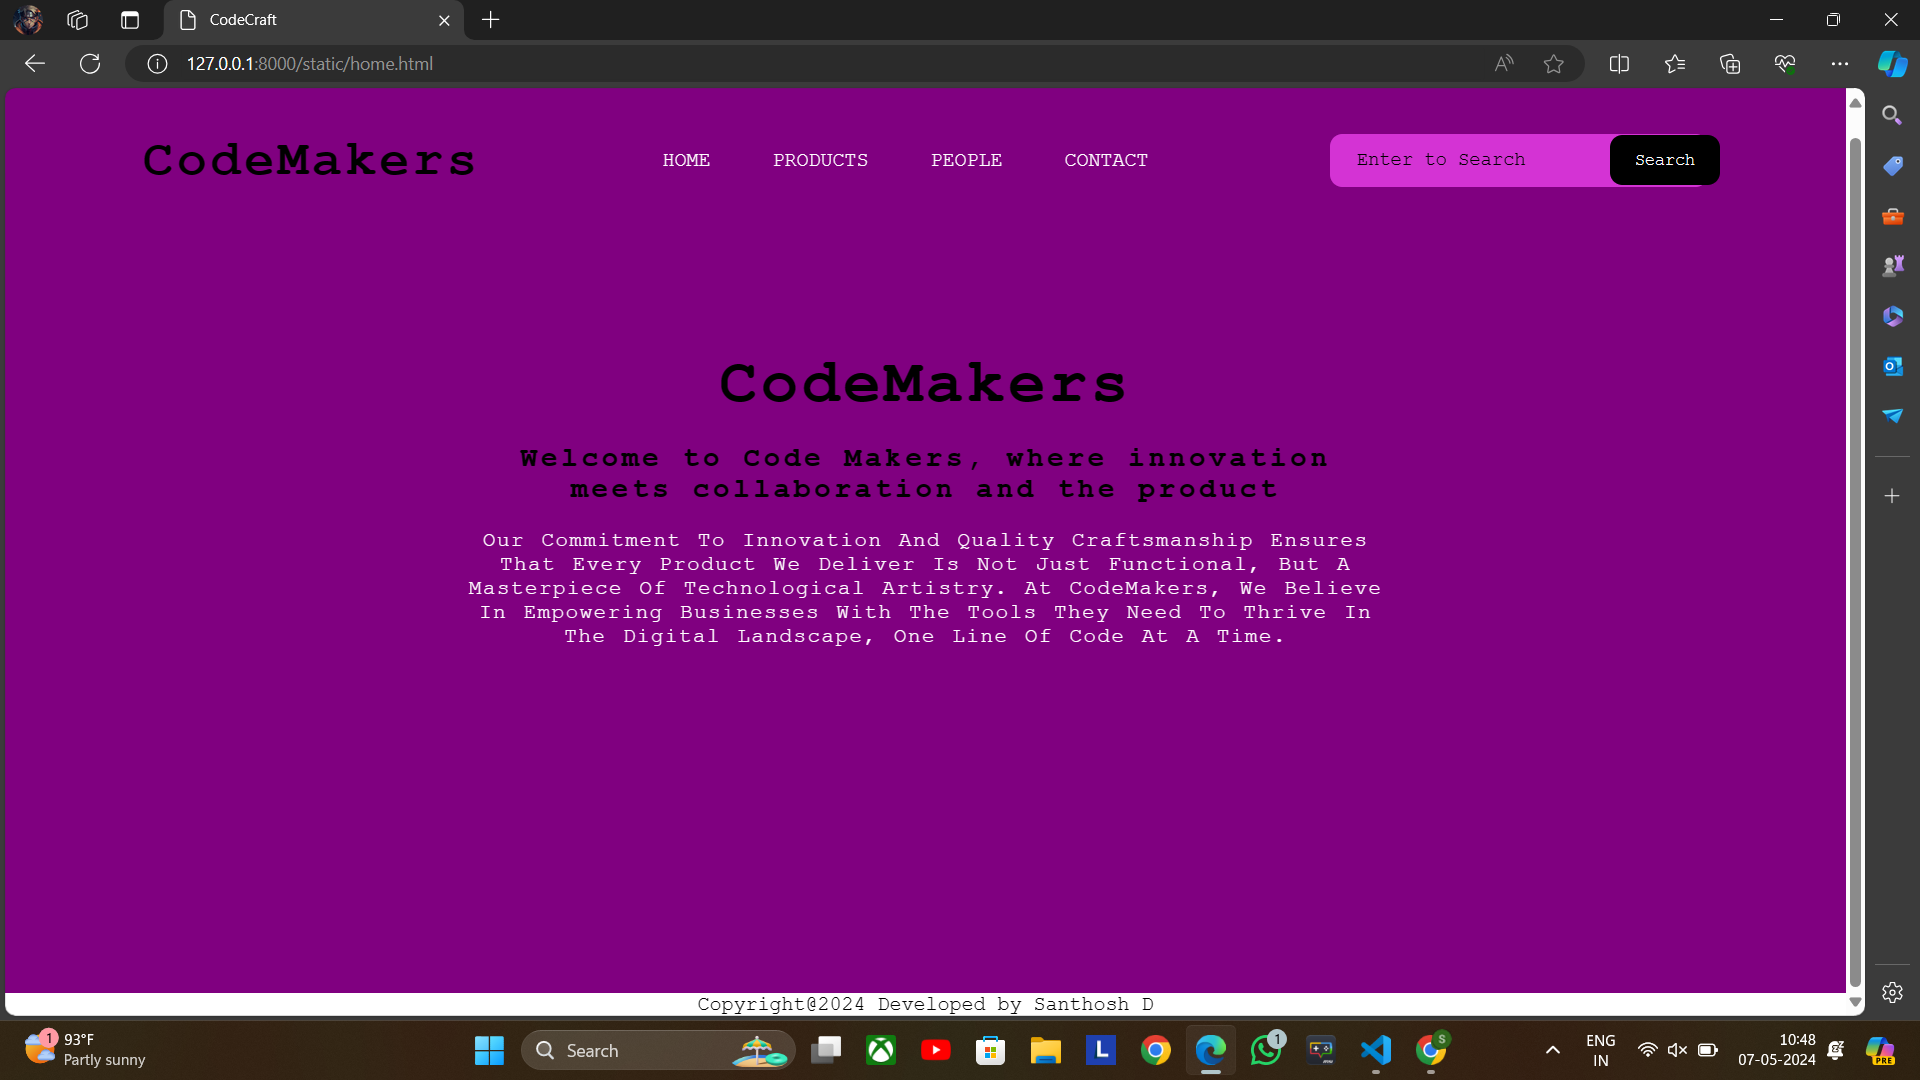 CodeCraft
127.0.0.1:8000/static/home.html
CodeMakers
HOME PRODUCTS PEOPLE CONTACT
Enter to Search
Search
CodeMakers
Welcome to Code Makers, where innovation
meets collaboration and the product
Our Commitment To Innovation And Quality Craftsmanship Ensures
That Every Product We Deliver Is Not Just Functional, But A
Masterpiece Of Technological Artistry. At CodeMakers, We Believe
In Empowering Businesses With The Tools They Need To Thrive In
The Digital Landscape, One Line Of Code At A Time.
Copyright@2024 Developed by Santhosh D
1
93°F
Partly sunny
Search
L
1
S
ENG
IN
10:48
07-05-2024
PRE